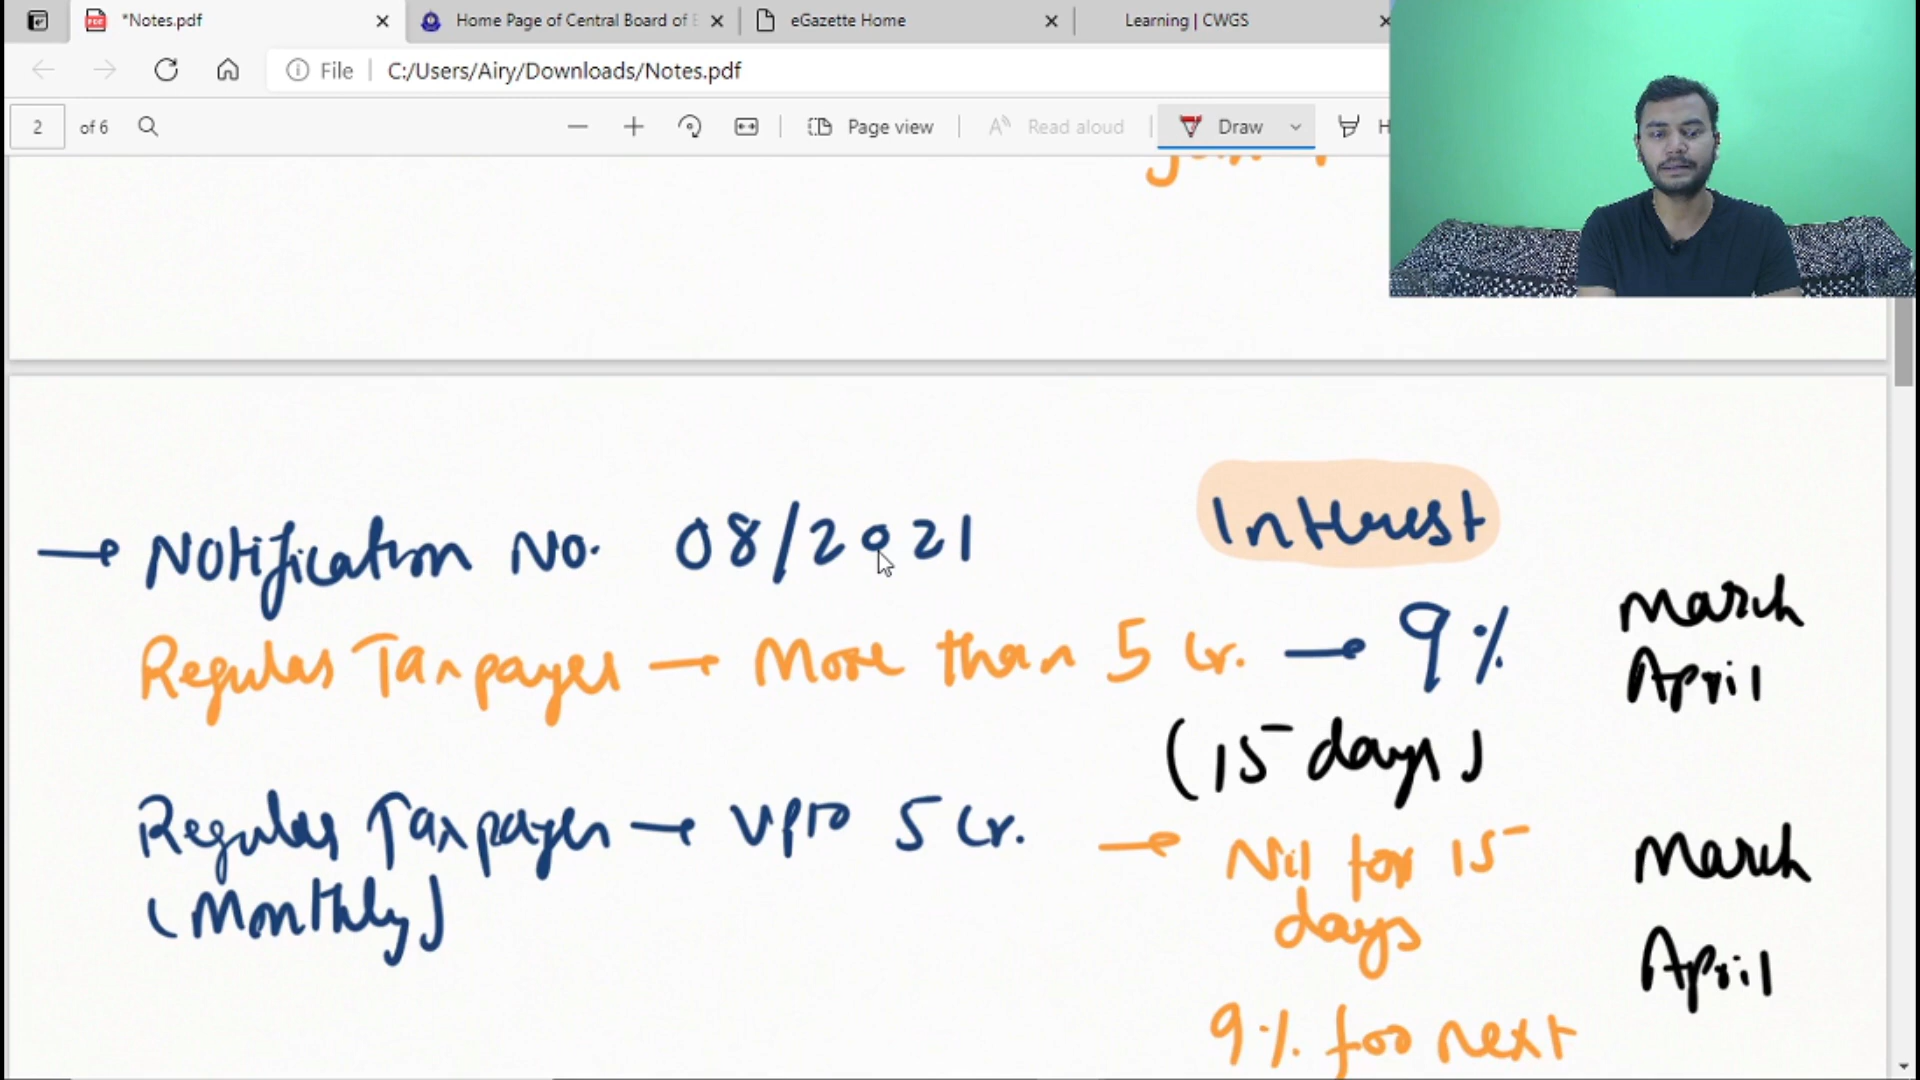 *Notes.pdf
Home Page of Central Board of E
eGazette Home
Learning | CWGS
File
C:/Users/Airy/Downloads/Notes.pdf
2 of 6
Page view
Read aloud
Draw
H
→ Notification No. 08/2021
Interest
Regular Taxpayer → More than 5 Cr. → 9%
March
April
(15 days)
Regular Taxpayer → Upto 5 Cr. → Nil for 15 days
(Monthly)
March
April
9% for next